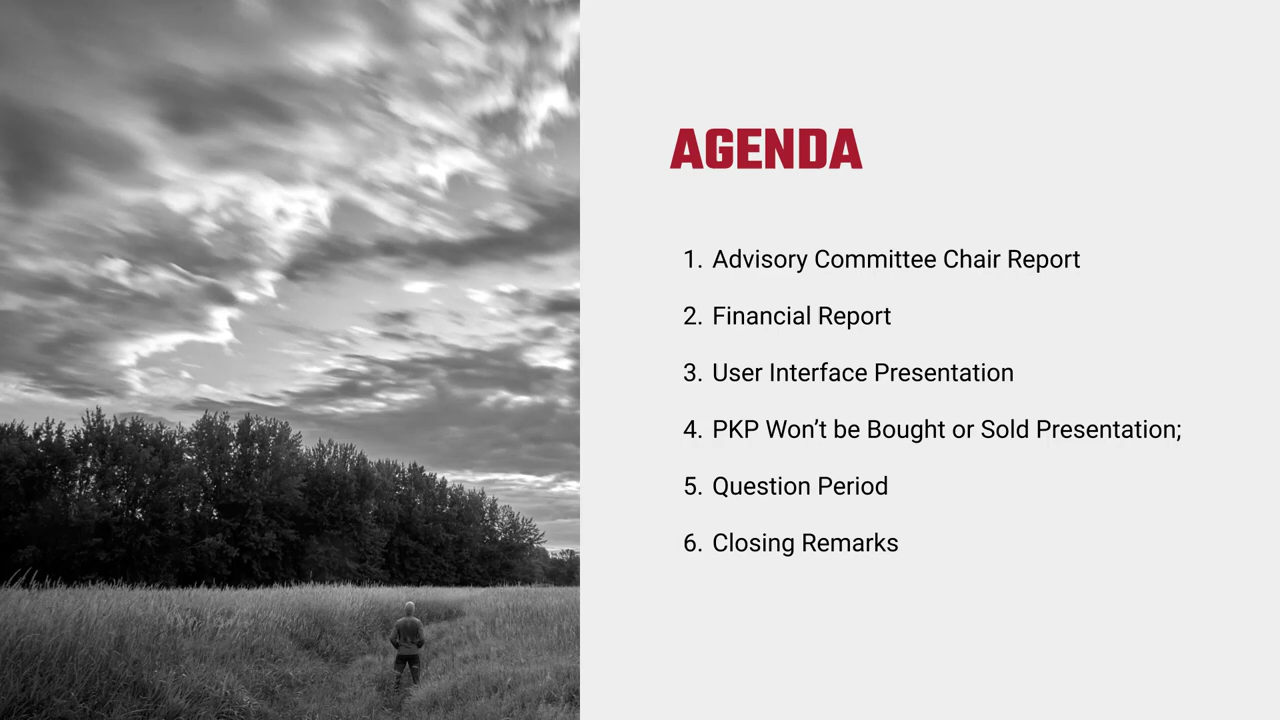 AGENDA
1. Advisory Committee Chair Report
2. Financial Report
3. User Interface Presentation
4. PKP Won’t be Bought or Sold Presentation;
5. Question Period
6. Closing Remarks